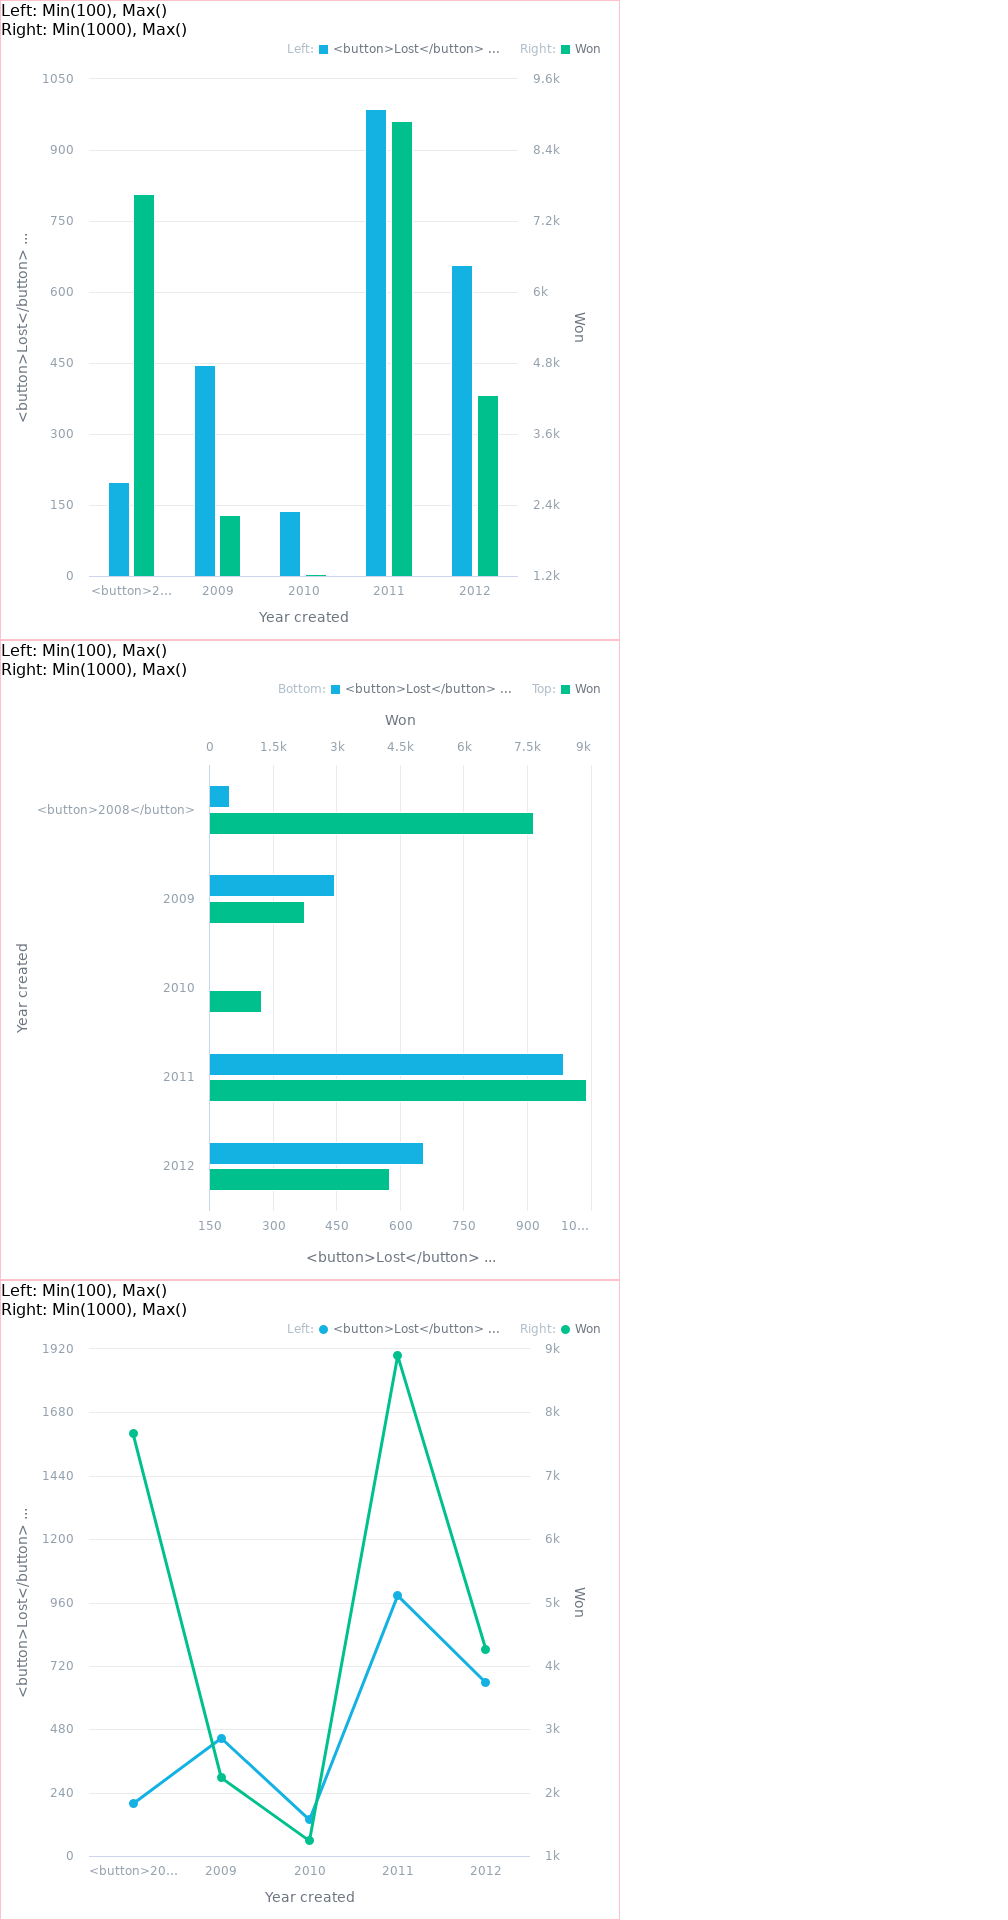 Left: Min(100), Max()
Right: Min(1000), Max()
Left: <button>Lost</button> ... Right: Won
1050 9.6k
900 8.4k
750 7.2k
600 6k
450 4.8k
300 3.6k
150 2.4k
0 1.2k
<button>Lost</button> ...
Won
<button>2... 2009 2010 2011 2012
Year created
Left: Min(100), Max()
Right: Min(1000), Max()
Bottom: <button>Lost</button> ... Top: Won
Won
0 1.5k 3k 4.5k 6k 7.5k 9k
<button>2008</button>
2009
2010
2011
2012
Year created
150 300 450 600 750 900 10...
<button>Lost</button> ...
Left: Min(100), Max()
Right: Min(1000), Max()
Left: <button>Lost</button> ... Right: Won
1920 9k
1680 8k
1440 7k
1200 6k
960 5k
720 4k
480 3k
240 2k
0 1k
<button>Lost</button> ...
Won
<button>20... 2009 2010 2011 2012
Year created